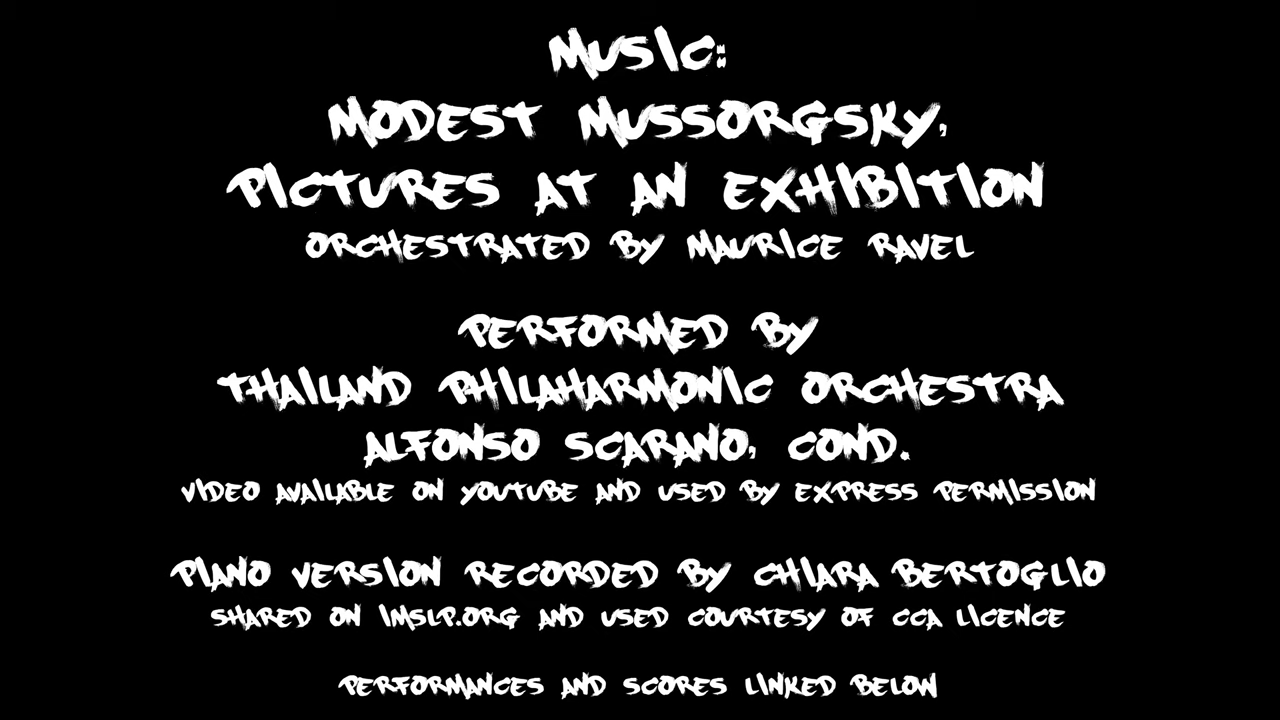 MUSIC:
MODEST MUSSORGSKY,
PICTURES AT AN EXHIBITION
ORCHESTRATED BY MAURICE RAVEL
PERFORMED BY
THAILAND PHILAHARMONIC ORCHESTRA
ALFONSO SCARANO, COND.
VIDEO AVAILABLE ON YOUTUBE AND USED BY EXPRESS PERMISSION
PIANO VERSION RECORDED BY CHIARA BERTOGLIO
SHARED ON IMSLP.ORG AND USED COURTESY OF CCA LICENCE
PERFORMANCES AND SCORES LINKED BELOW